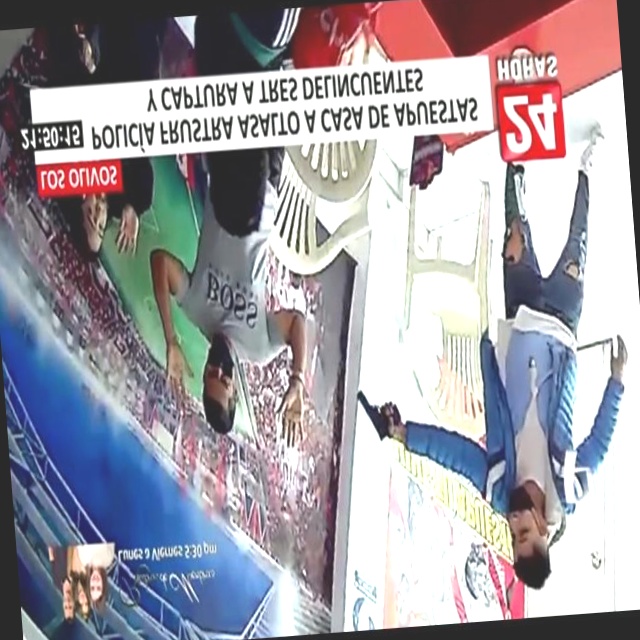 Lunes a Viernes 5:30 pm
BOSS
LOS OLIVOS
24
HORAS
21:50:15
POLICÍA FRUSTRA ASALTO A CASA DE APUESTAS
Y CAPTURA A TRES DELINCUENTES